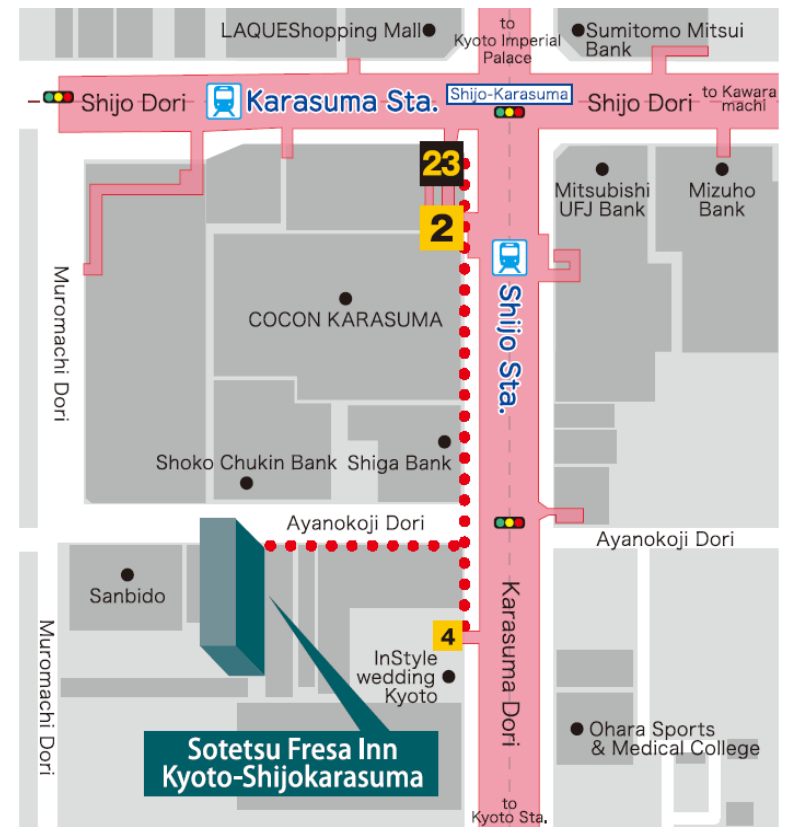 LAQUEShopping Mall
to
Kyoto Imperial
Palace
Sumitomo Mitsui
Bank
Shijo Dori
Karasuma Sta.
Shijo-Karasuma
Shijo Dori
to Kawara
machi
23
2
Mitsubishi
UFJ Bank
Mizuho
Bank
Muromachi Dori
COCON KARASUMA
Shijo Sta.
Shoko Chukin Bank
Shiga Bank
Ayanokoji Dori
Ayanokoji Dori
Sanbido
Muromachi Dori
4
Karasuma Dori
InStyle
wedding
Kyoto
Ohara Sports
& Medical College
Sotetsu Fresa Inn
Kyoto-Shijokarasuma
to
Kyoto Sta.